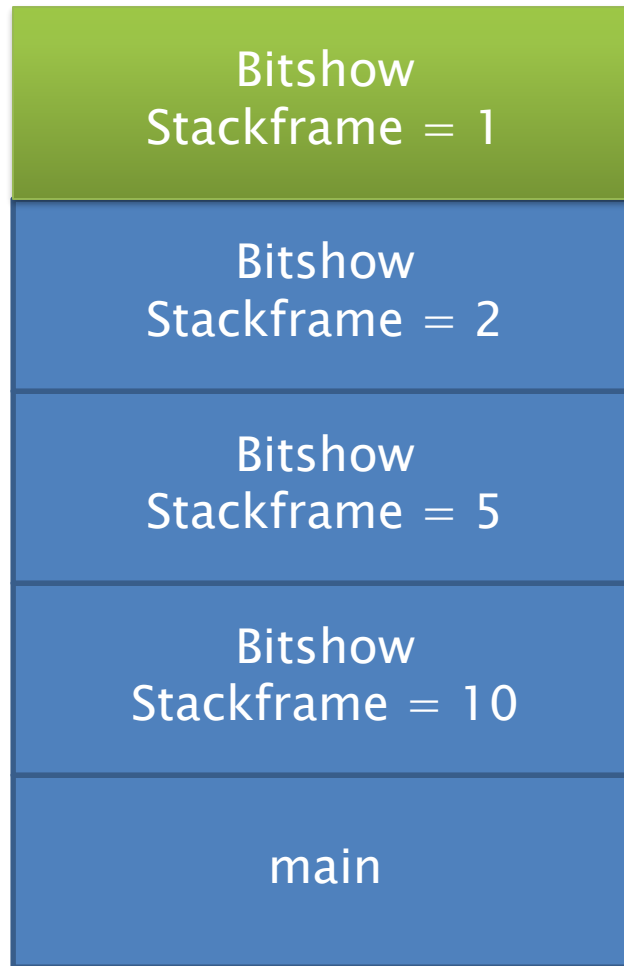 Bitshow
Stackframe = 1
Bitshow
Stackframe = 2
Bitshow
Stackframe = 5
Bitshow
Stackframe = 10
main